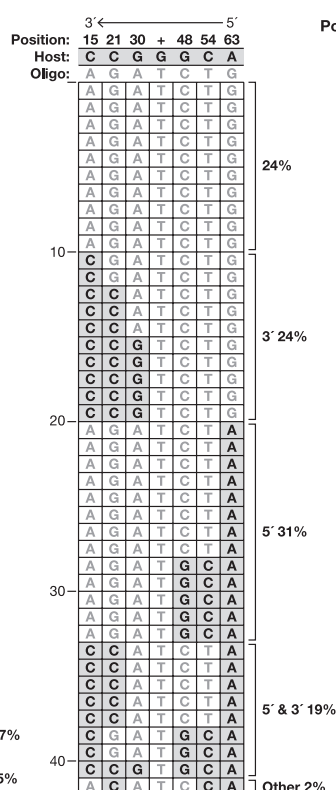 Po
3´ 5´
Position: 15 21 30 + 48 54 63
Host: C C G G G C A
Oligo: A G A T C T G
A G A T C T G
A G A T C T G
A G A T C T G
A G A T C T G
A G A T C T G
24%
A G A T C T G
A G A T C T G
A G A T C T G
A G A T C T G
A G A T C T G
10
C G A T C T G
C G A T C T G
C C A T C T G
C C A T C T G
C C A T C T G
3´ 24%
C C G T C T G
C C G T C T G
C C G T C T G
C C G T C T G
C C G T C T G
20
A G A T C T A
A G A T C T A
A G A T C T A
A G A T C T A
A G A T C T A
A G A T C T A
A G A T C T A
5´ 31%
A G A T C T A
A G A T G C A
A G A T G C A
30
A G A T G C A
A G A T G C A
A G A T G C A
C C A T C T A
C C A T C T A
C C A T C T A
C C A T C T A
5´ & 3´ 19%
C C A T C T A
7%
C G A T G C A
C G A T G C A
40
C C G T G C A
5%
A C A T C C A Other 2%